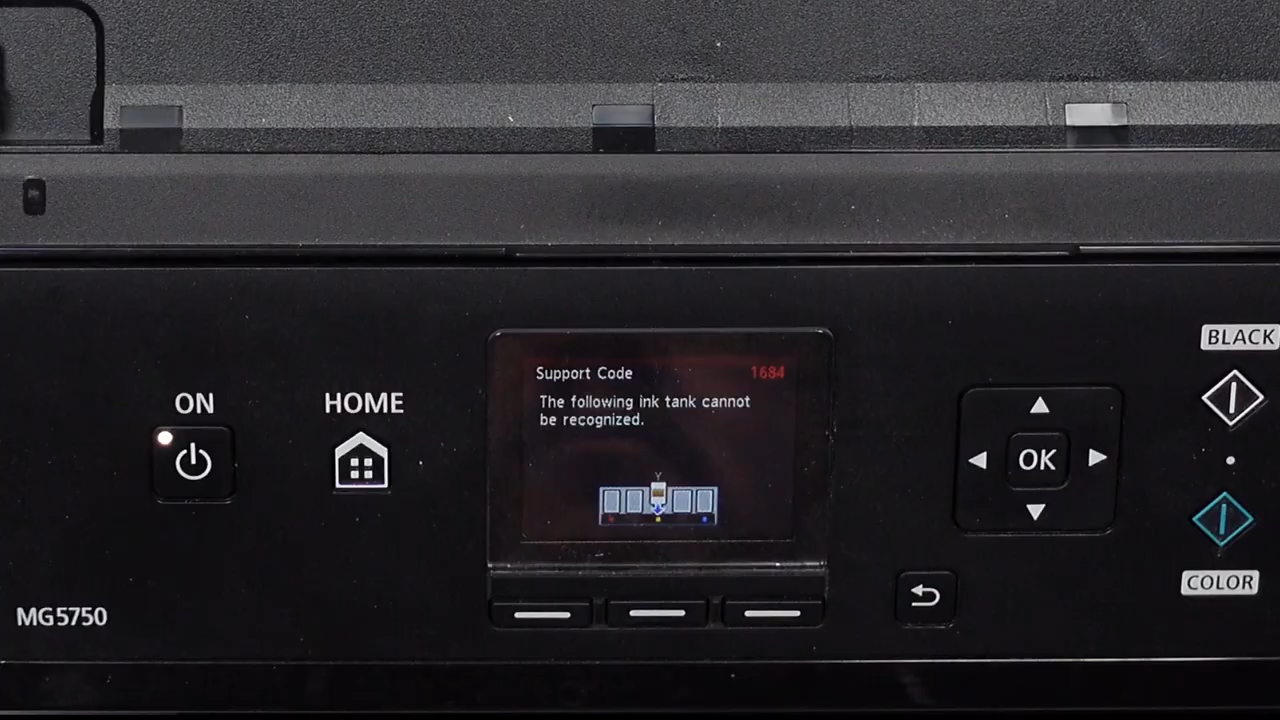 BLACK
Support Code 1684
The following ink tank cannot
be recognized.
ON
HOME
Y
OK
COLOR
MG5750